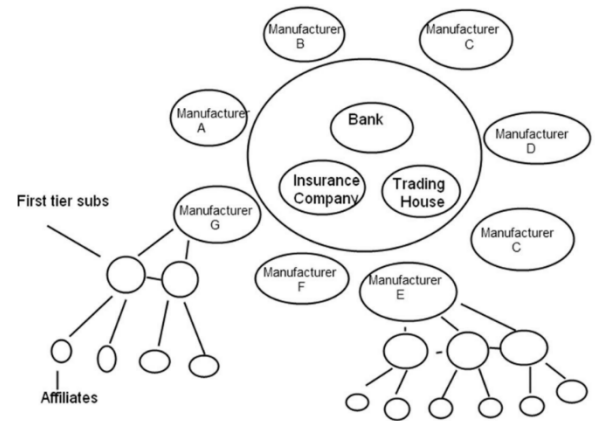 Manufacturer
B
Manufacturer
C
Manufacturer
A
Bank
Manufacturer
D
Insurance
Company
Trading
House
First tier subs
Manufacturer
G
Manufacturer
C
Manufacturer
F
Manufacturer
E
Affiliates